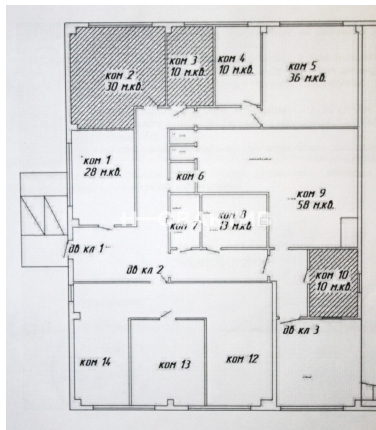 ком 2
30 м.кв.
ком 3
10 м.кв.
ком 4
10 м.кв.
ком 5
36 м.кв.
ком 1
28 м.кв.
ком 6
ком 9
58 м.кв.
ком 7
ком 8
13 м.кв.
дв кл 1
дв кл 2
ком 10
10 м.кв.
дв кл 3
ком 14
ком 13
ком 12